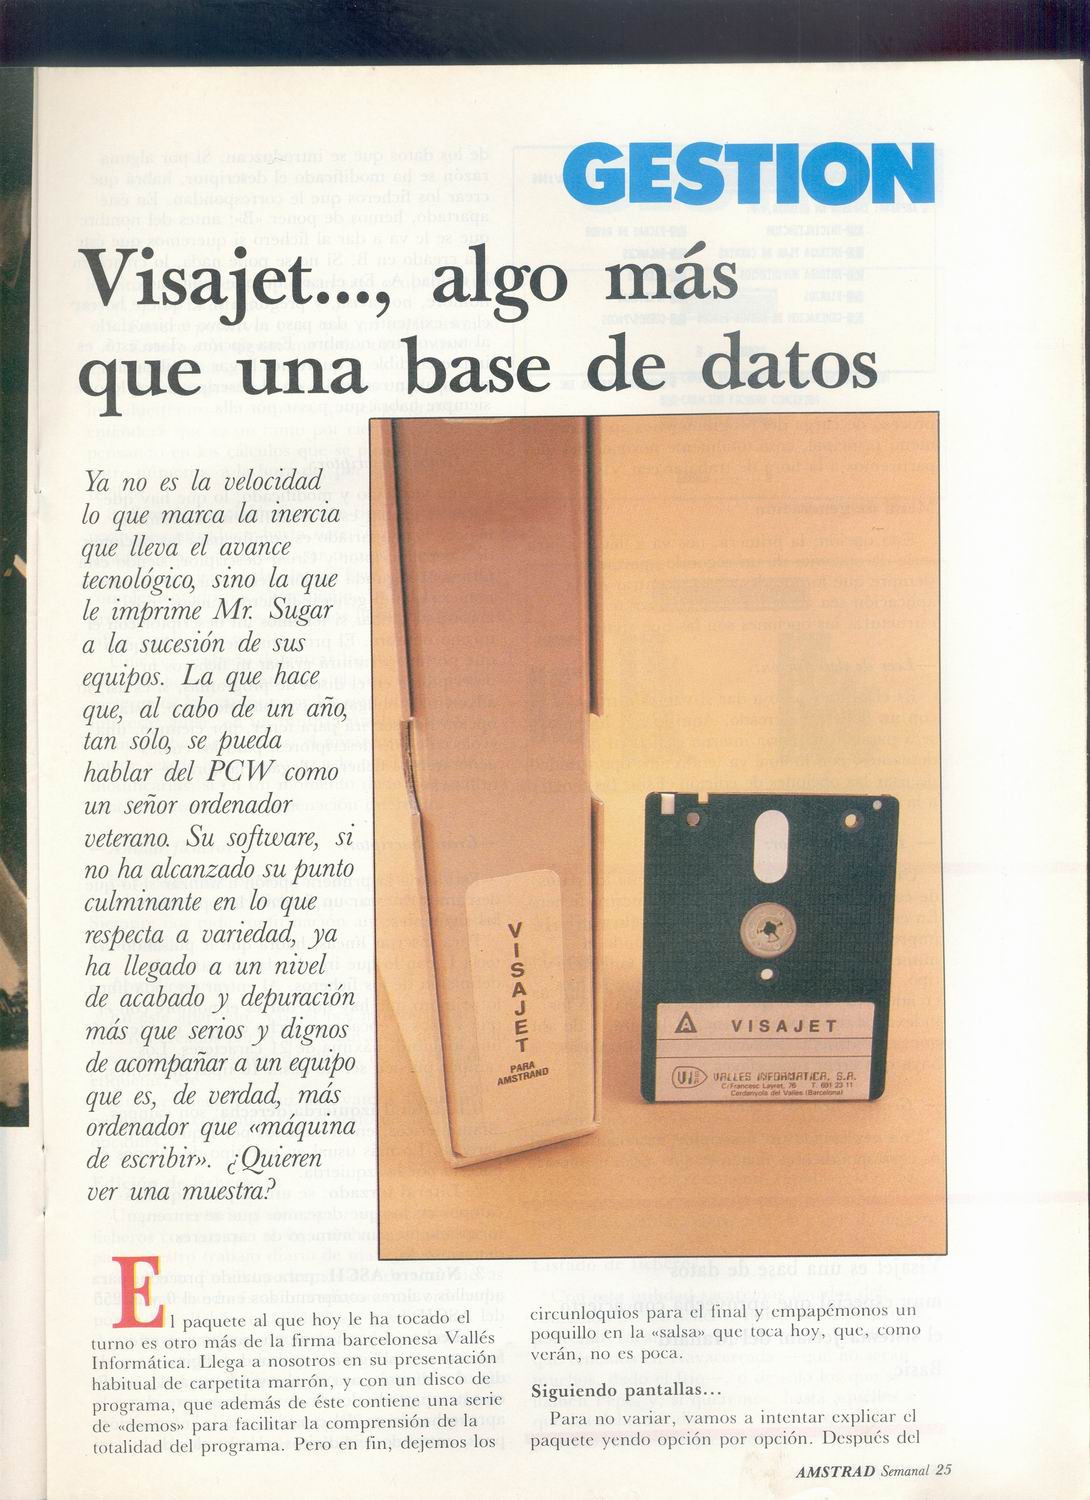 GESTION
Visajet..., algo más
que una base de datos
Ya no es la velocidad
lo que marca la inercia
que lleva el avance
tecnológico, sino la que
le imprime Mr. Sugar
a la sucesión de sus
equipos. La que hace
que, al cabo de un año,
tan sólo, se pueda
hablar del PCW como
un señor ordenador
veterano. Su software, si
no ha alcanzado su punto
culminante en lo que
respecta a variedad, ya
ha llegado a un nivel
de acabado y depuración
más que serios y dignos
de acompañar a un equipo
que es, de verdad, más
ordenador que «máquina
de escribir». ¿Quieren
ver una muestra?
VISAJET
PARA
AMSTRAND
A VISAJET
VI VALLES INFORMATICA, S.A.
C/Francesc Layret, 76 T. 691 23 11
Cerdanyola del Valles (Barcelona)
El paquete al que hoy le ha tocado el
turno es otro más de la firma barcelonesa Vallés
Informática. Llega a nosotros en su presentación
habitual de carpetita marrón, y con un disco de
programa, que además de éste contiene una serie
de «demos» para facilitar la comprensión de la
totalidad del programa. Pero en fin, dejemos los
circunloquios para el final y empapémonos un
poquillo en la «salsa» que toca hoy, que, como
verán, no es poca.
Siguiendo pantallas...
Para no variar, vamos a intentar explicar el
paquete yendo opción por opción. Después del
AMSTRAD Semanal 25